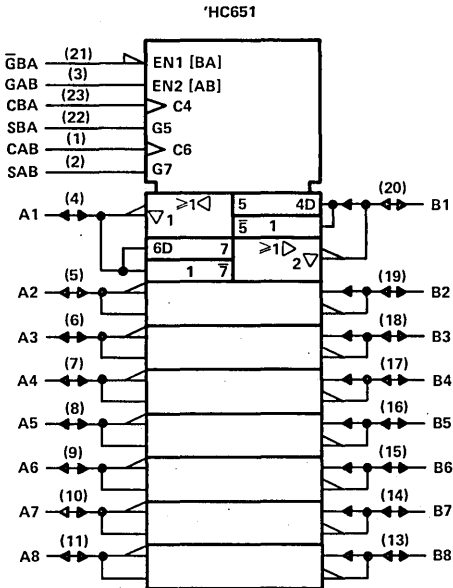 'HC651
G̅BA (21) EN1 [BA]
GAB (3) EN2 [AB]
CBA (23) C4
SBA (22) G5
CAB (1) C6
SAB (2) G7
A1 (4) ⩾1 ▽1 5 4D (20) B1
5̅ 1
6D 7 ⩾1 2▽
1 7̅
A2 (5) (19) B2
A3 (6) (18) B3
A4 (7) (17) B4
A5 (8) (16) B5
A6 (9) (15) B6
A7 (10) (14) B7
A8 (11) (13) B8